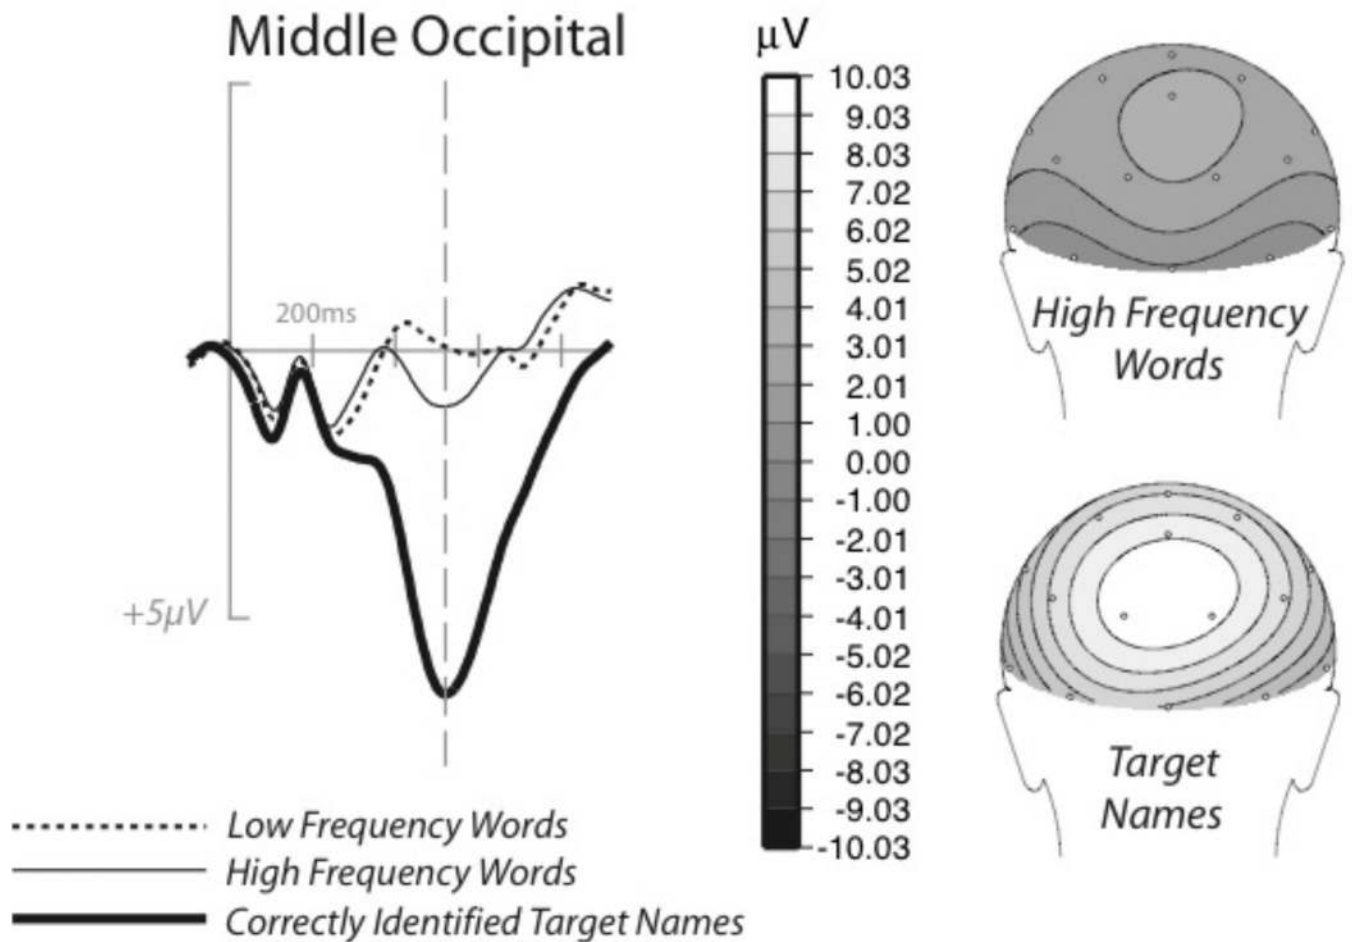 Middle Occipital
200ms
+5µV
Low Frequency Words
High Frequency Words
Correctly Identified Target Names
µV
10.03
9.03
8.03
7.02
6.02
5.02
4.01
3.01
2.01
1.00
0.00
-1.00
-2.01
-3.01
-4.01
-5.02
-6.02
-7.02
-8.03
-9.03
-10.03
High Frequency
Words
Target
Names